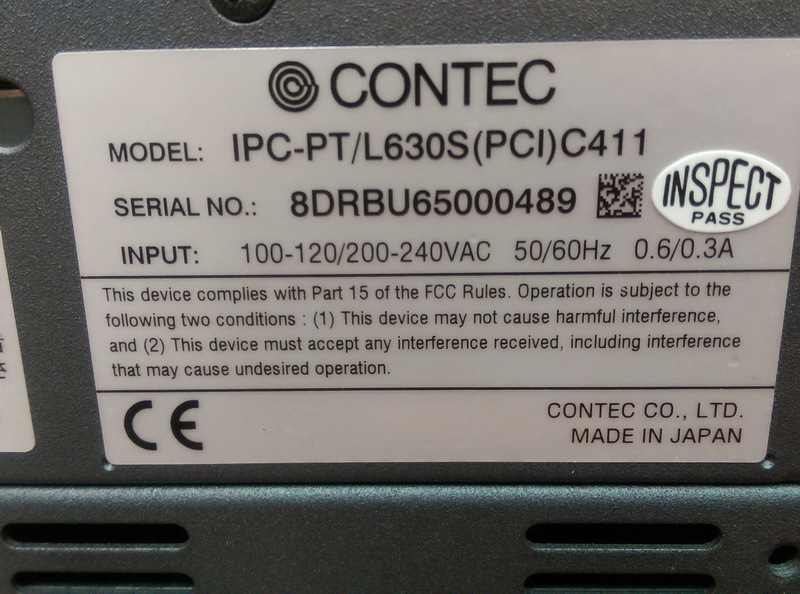 CONTEC
MODEL: IPC-PT/L630S(PCI)C411
SERIAL NO.: 8DRBU65000489
INSPECT
PASS
INPUT: 100-120/200-240VAC 50/60Hz 0.6/0.3A
This device complies with Part 15 of the FCC Rules. Operation is subject to the
following two conditions : (1) This device may not cause harmful interference,
and (2) This device must accept any interference received, including interference
that may cause undesired operation.
CE
CONTEC CO., LTD.
MADE IN JAPAN